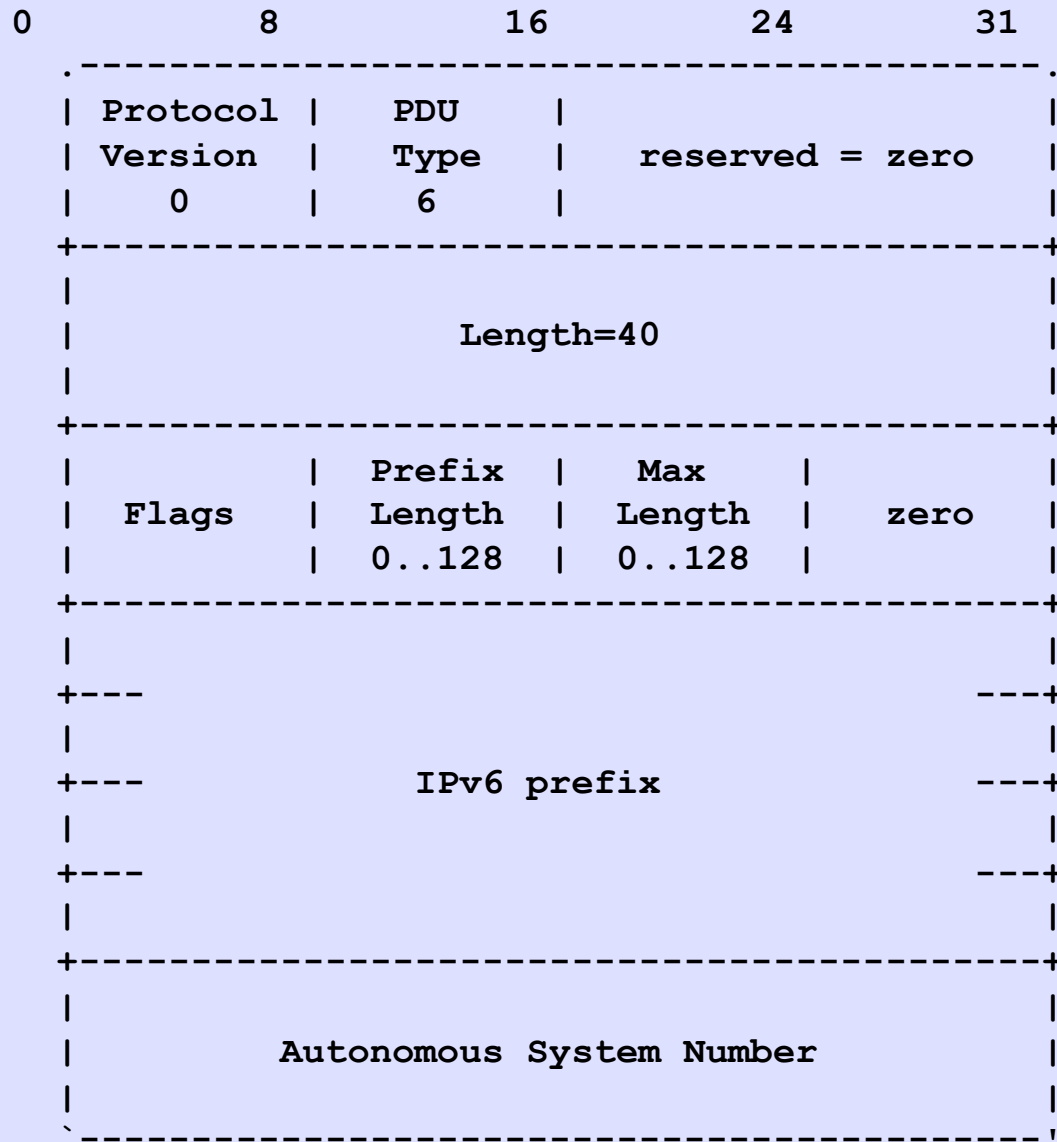 0 8 16 24 31
.-------------------------------------------.
| Protocol | PDU | |
| Version | Type | reserved = zero |
| 0 | 6 | |
+-------------------------------------------+
| |
| Length=40 |
| |
+-------------------------------------------+
| | Prefix | Max | |
| Flags | Length | Length | zero |
| | 0..128 | 0..128 | |
+-------------------------------------------+
| |
+--- ---+
| |
+--- IPv6 prefix ---+
| |
+--- ---+
| |
+-------------------------------------------+
| |
| Autonomous System Number |
| |
`-------------------------------------------'